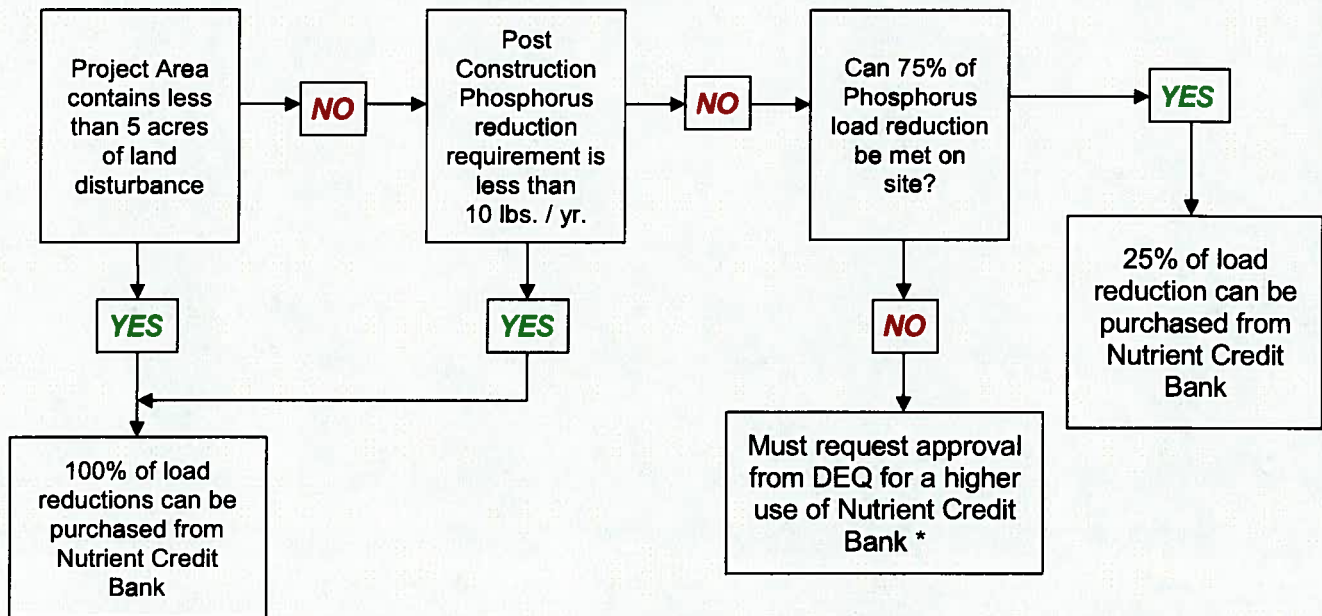 Project Area
contains less
than 5 acres
of land
disturbance
NO
Post
Construction
Phosphorus
reduction
requirement is
less than
10 lbs. / yr.
NO
Can 75% of
Phosphorus
load reduction
be met on
site?
YES
YES
YES
NO
25% of load
reduction can be
purchased from
Nutrient Credit
Bank
100% of load
reductions can be
purchased from
Nutrient Credit
Bank
Must request approval
from DEQ for a higher
use of Nutrient Credit
Bank *